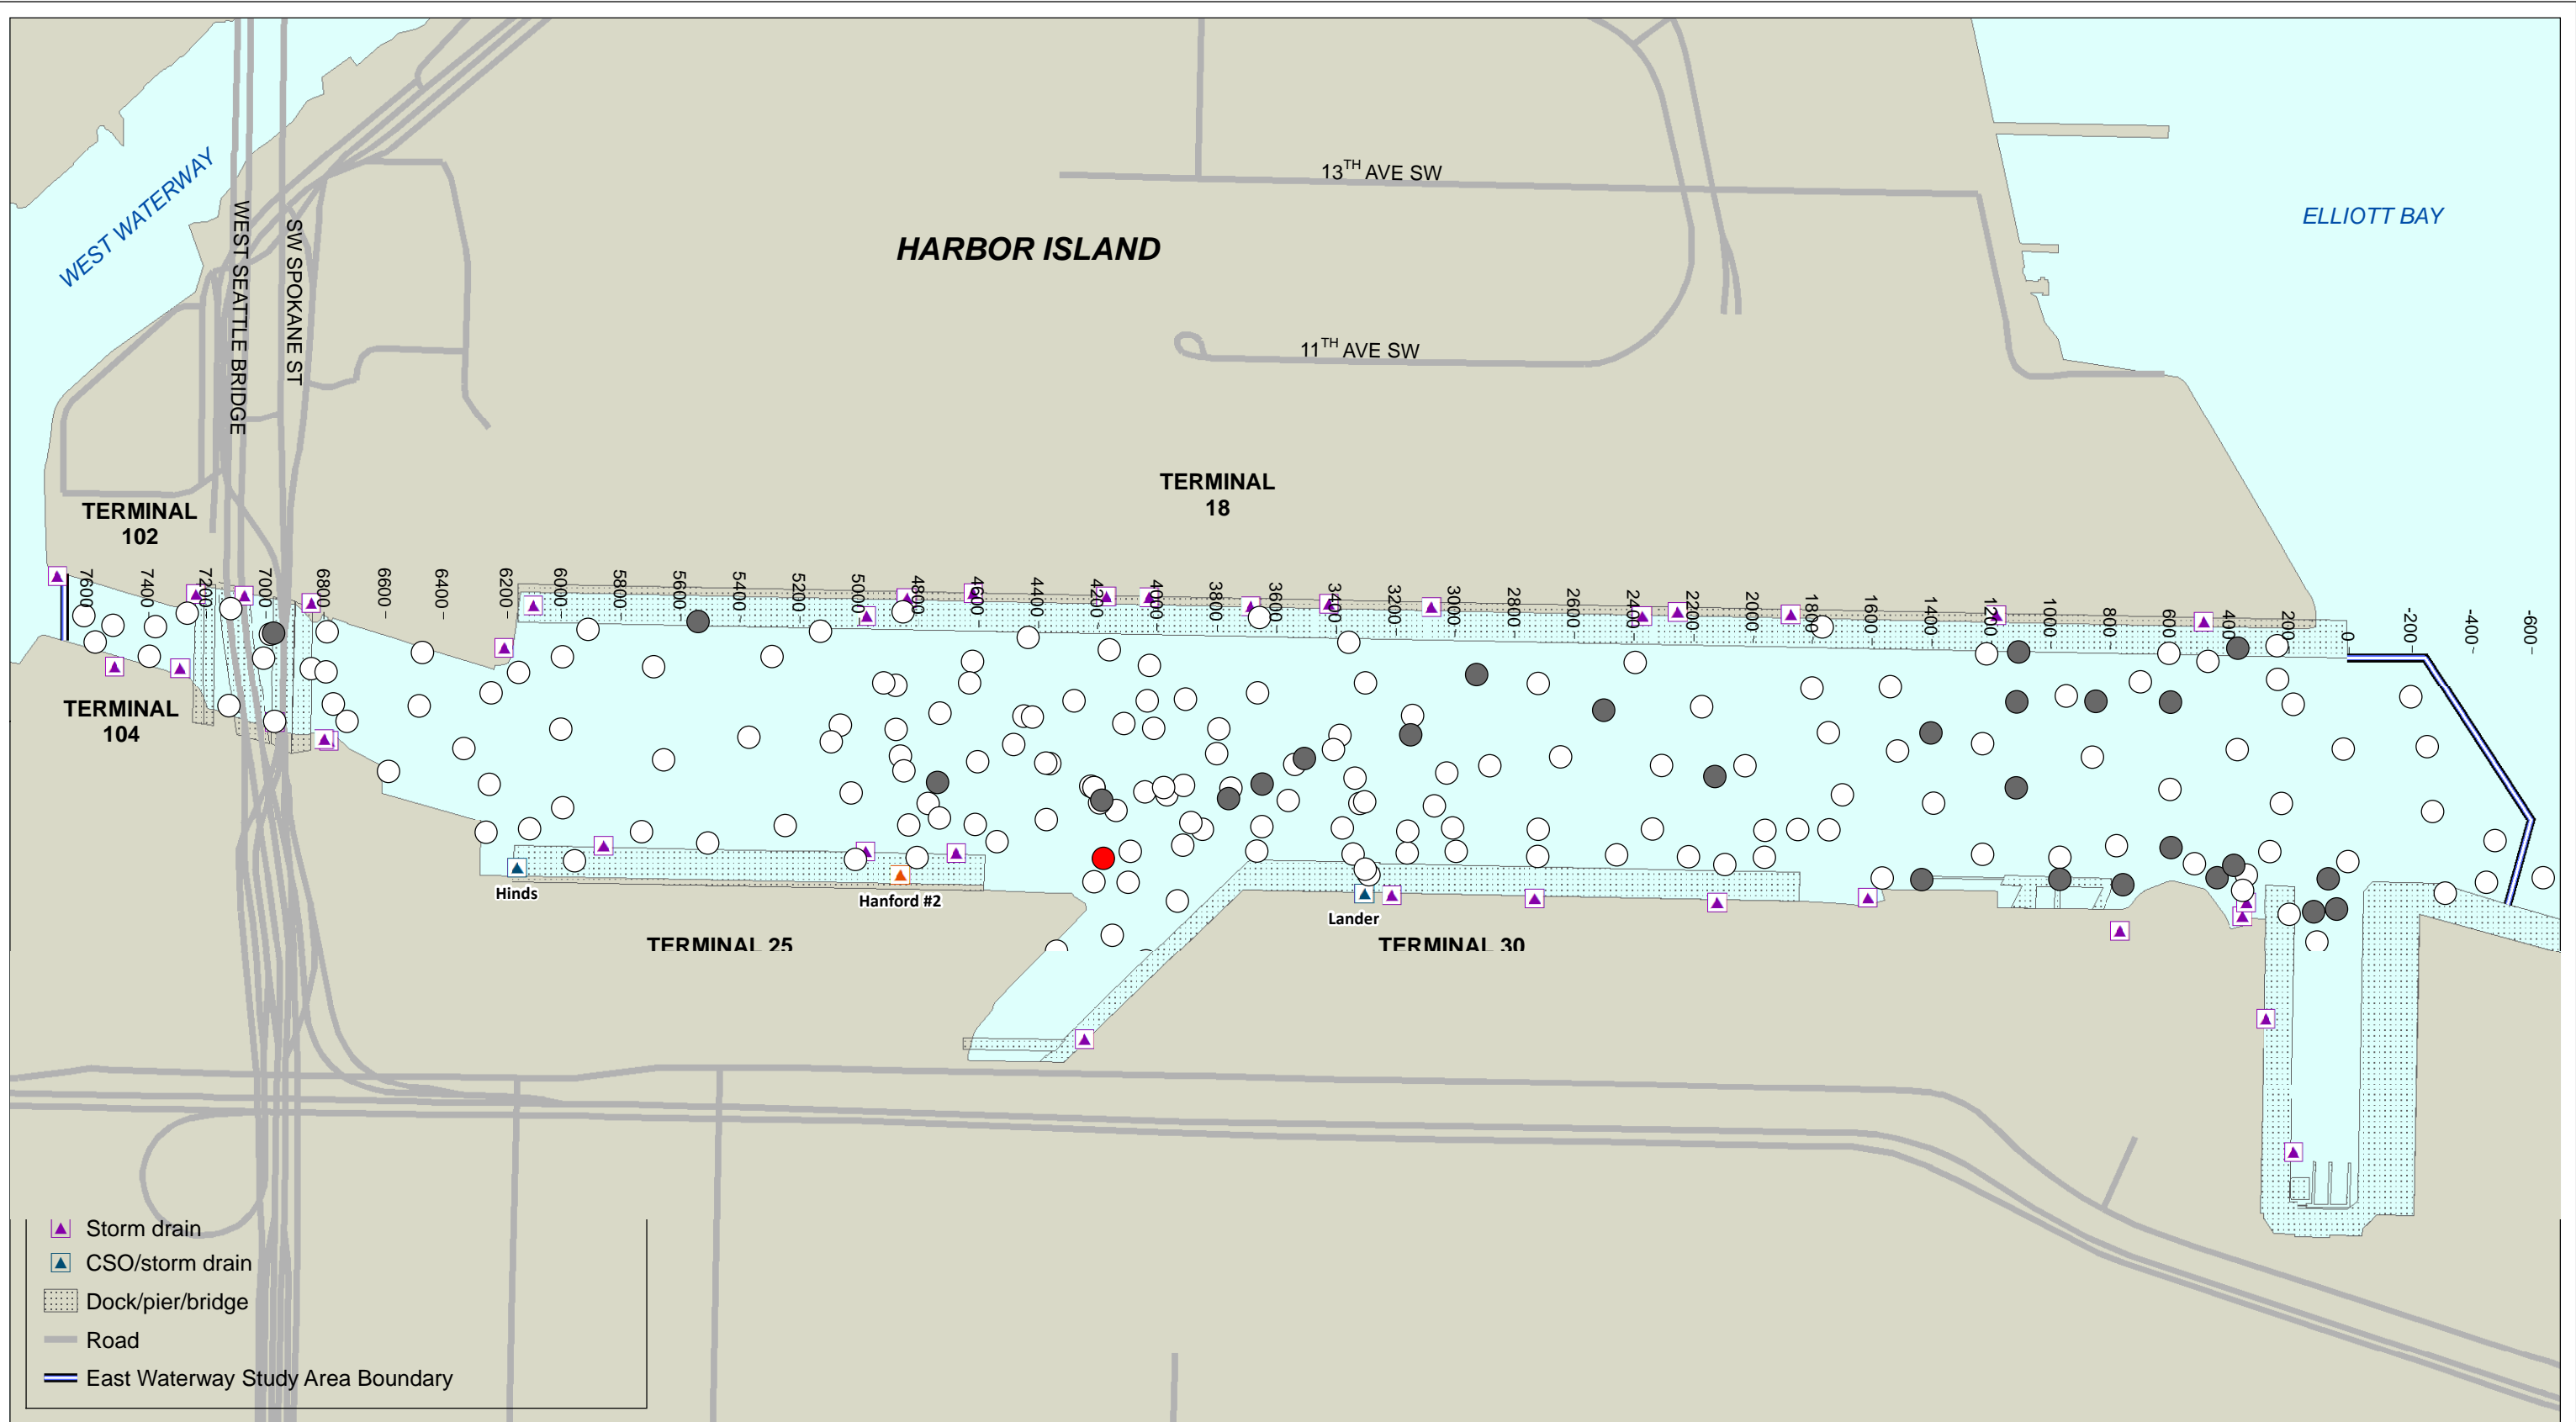 WEST WATERWAY
WEST SEATTLE BRIDGE
SW SPOKANE ST
13TH AVE SW
ELLIOTT BAY
HARBOR ISLAND
11TH AVE SW
TERMINAL
18
TERMINAL
102
TERMINAL
104
7600
7400
7200
7000
6800
6600
6400
6200
6000
5800
5600
5400
5200
5000
4800
4600
4400
4200
4000
3800
3600
3400
3200
3000
2800
2600
2400
2200
2000
1800
1600
1400
1200
1000
800
600
400
200
0
-200
-400
-600
Hinds
Hanford #2
Lander
TERMINAL 25
TERMINAL 30
Storm drain
CSO/storm drain
Dock/pier/bridge
Road
East Waterway Study Area Boundary